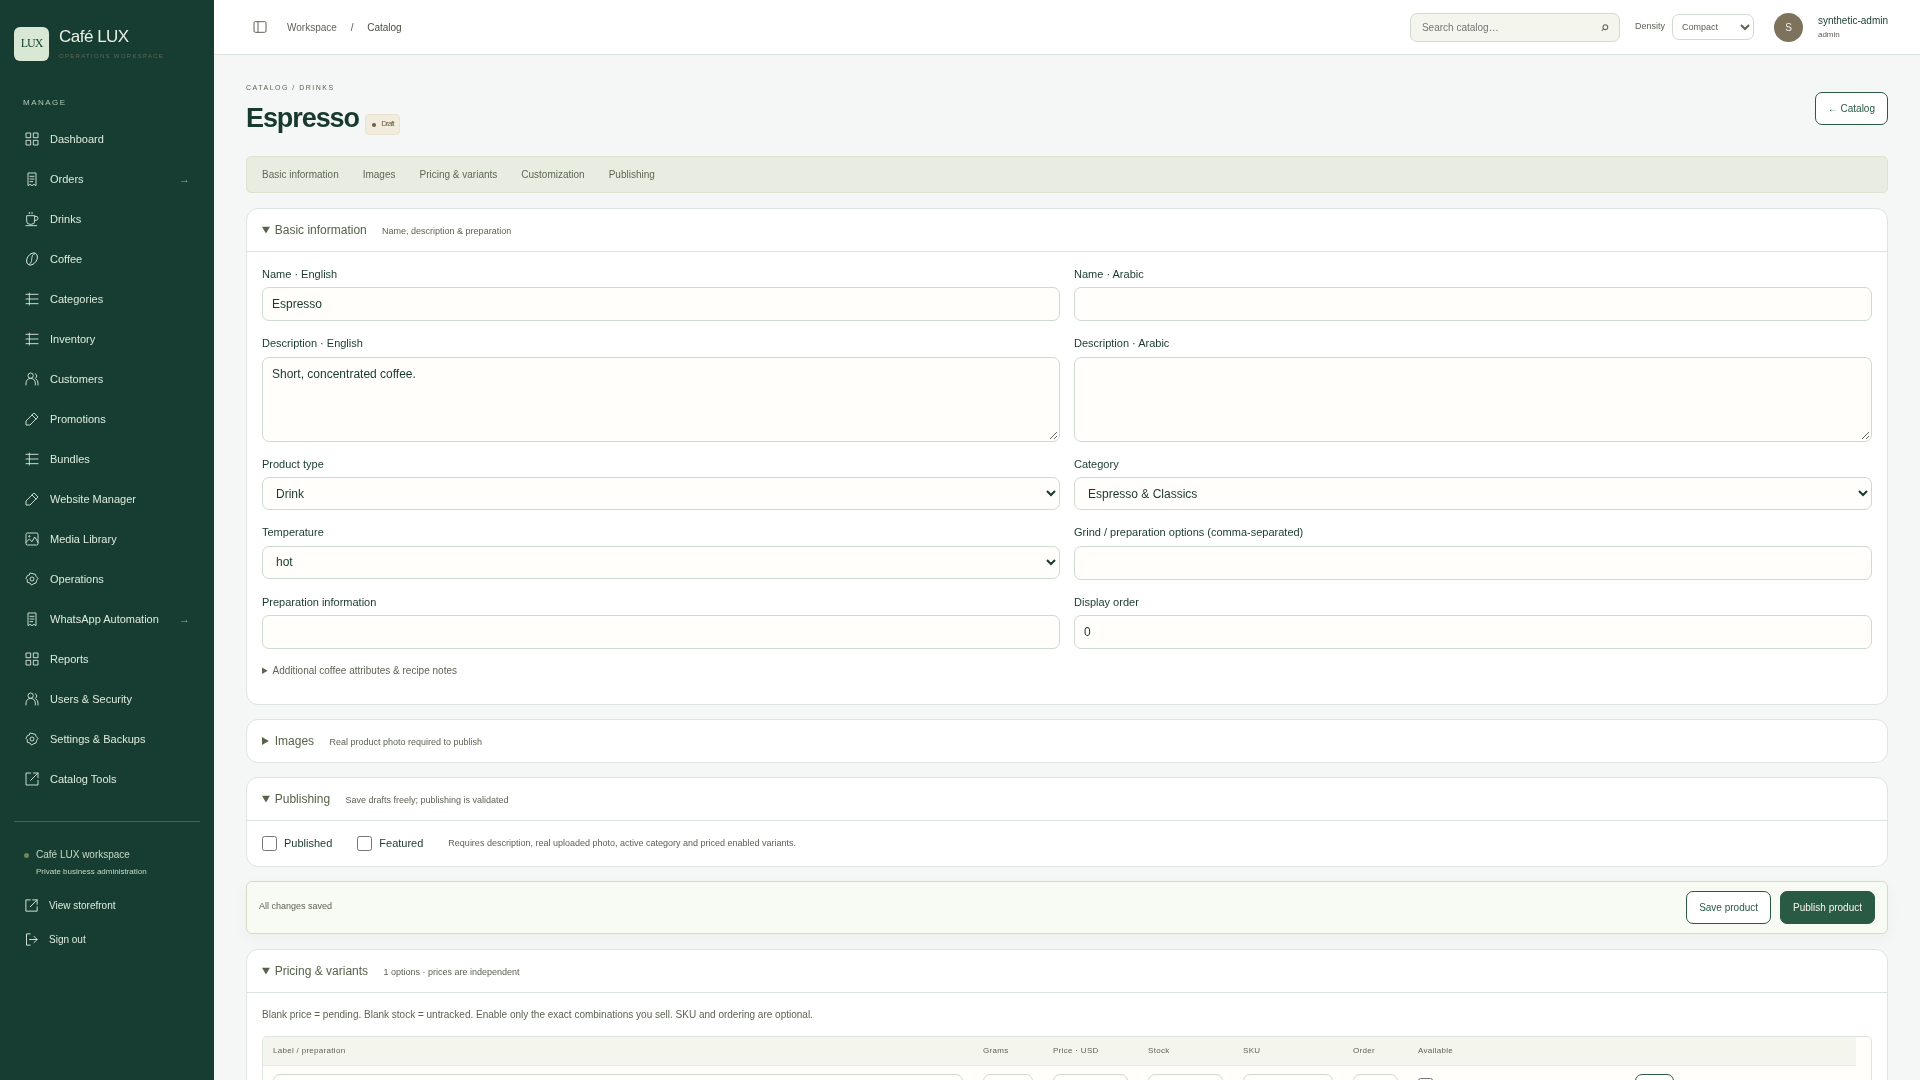 LUX
Café LUX
OPERATIONS WORKSPACE
MANAGE
Dashboard
Orders →
Drinks
Coffee
Categories
Inventory
Customers
Promotions
Bundles
Website Manager
Media Library
Operations
WhatsApp Automation →
Reports
Users & Security
Settings & Backups
Catalog Tools
Café LUX workspace
Private business administration
View storefront
Sign out
Workspace / Catalog
Search catalog…
Density Compact
S
synthetic-admin
admin
CATALOG / DRINKS
Espresso Draft
← Catalog
Basic information Images Pricing & variants Customization Publishing
Basic information Name, description & preparation
Name · English Name · Arabic
Espresso
Description · English Description · Arabic
Short, concentrated coffee.
Product type Category
Drink Espresso & Classics
Temperature Grind / preparation options (comma-separated)
hot
Preparation information Display order
0
Additional coffee attributes & recipe notes
Images Real product photo required to publish
Publishing Save drafts freely; publishing is validated
Published Featured Requires description, real uploaded photo, active category and priced enabled variants.
All changes saved Save product Publish product
Pricing & variants 1 options · prices are independent
Blank price = pending. Blank stock = untracked. Enable only the exact combinations you sell. SKU and ordering are optional.
Label / preparation Grams Price · USD Stock SKU Order Available